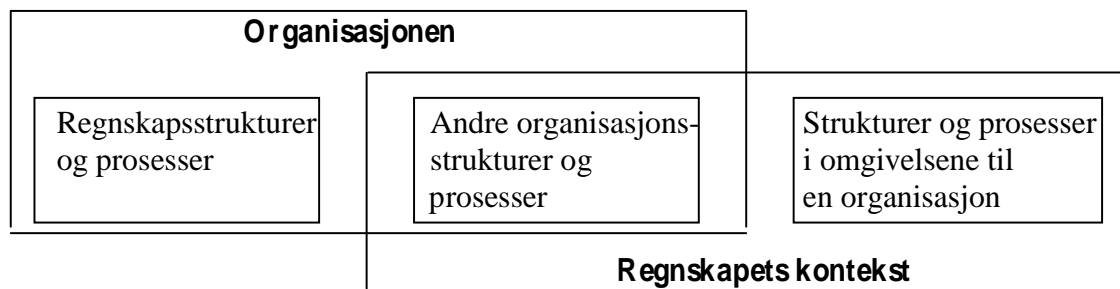 Organisasjonen
Regnskapsstrukturer
og prosesser
Andre organisasjons-
strukturer og
prosesser
Strukturer og prosesser
i omgivelsene til
en organisasjon
Regnskapets kontekst